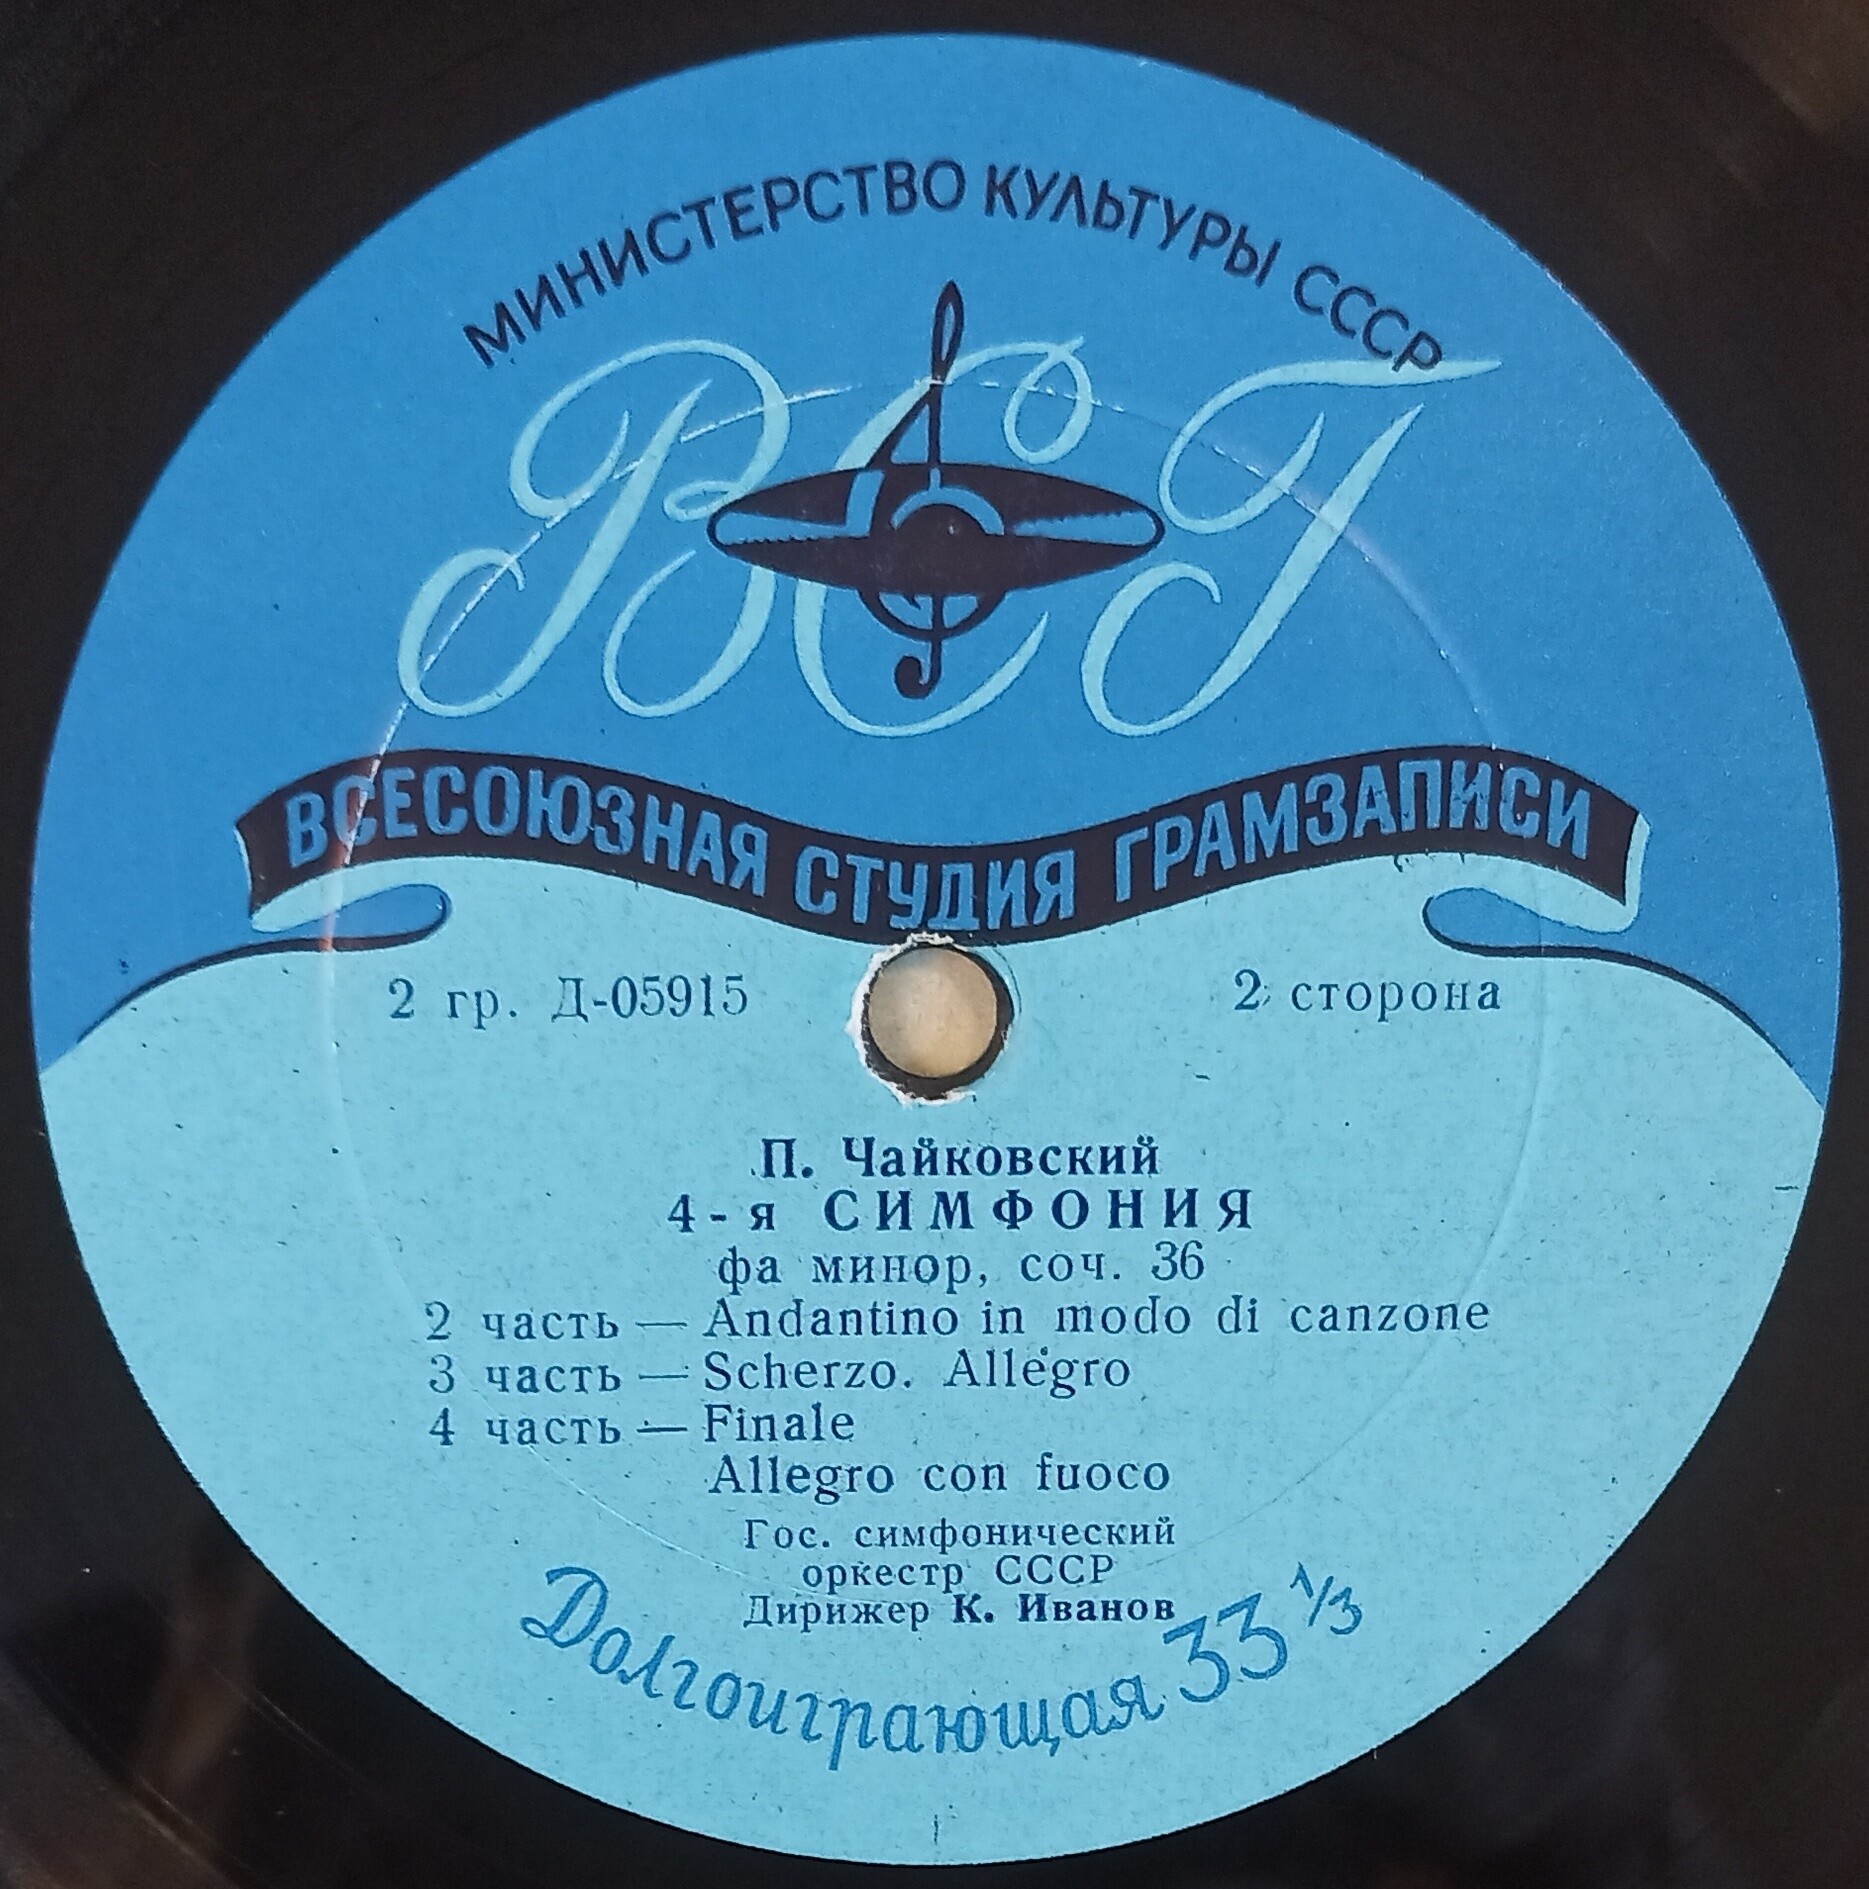 МИНИСТЕРСТВО КУЛЬТУРЫ СССР
ВСГ
ВСЕСОЮЗНАЯ СТУДИЯ ГРАМЗАПИСИ
2 гр. Д-05915
2 сторона
П. Чайковский
4-я СИМФОНИЯ
фа минор, соч. 36
2 часть — Andantino in modo di canzone
3 часть — Scherzo. Allegro
4 часть — Finale
Allegro con fuoco
Гос. симфонический
оркестр СССР
Дирижер К. Иванов
Долгоиграющая 33 1/3